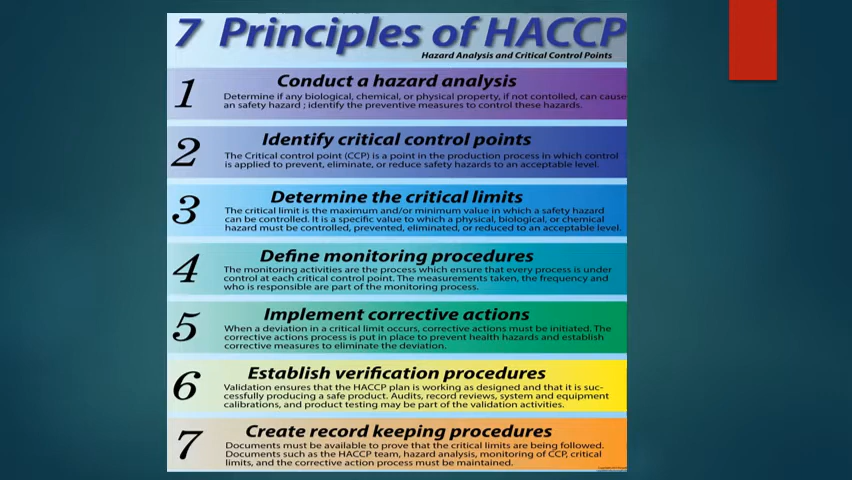 7 Principles of HACCP
Hazard Analysis and Critical Control Points
1
Conduct a hazard analysis
Determine if any biological, chemical, or physical property, if not contolled, can cause
an safety hazard ; identify the preventive measures to control these hazards.
2
Identify critical control points
The Critical control point (CCP) is a point in the production process in which control
is applied to prevent, eliminate, or reduce safety hazards to an acceptable level.
3
Determine the critical limits
The critical limit is the maximum and/or minimum value in which a safety hazard
can be controlled. It is a specific value to which a physical, biological, or chemical
hazard must be controlled, prevented, eliminated, or reduced to an acceptable level.
4
Define monitoring procedures
The monitoring activities are the process which ensure that every process is under
control at each critical control point. The measurements taken, the frequency and
who is responsible are part of the monitoring process.
5
Implement corrective actions
When a deviation in a critical limit occurs, corrective actions must be initiated. The
corrective actions process is put in place to prevent health hazards and establish
corrective measures to eliminate the deviation.
6
Establish verification procedures
Validation ensures that the HACCP plan is working as designed and that it is suc-
cessfully producing a safe product. Audits, record reviews, system and equipment
calibrations, and product testing may be part of the validation activities.
7
Create record keeping procedures
Documents must be available to prove that the critical limits are being followed.
Documents such as the HACCP team, hazard analysis, monitoring of CCP, critical
limits, and the corrective action process must be maintained.